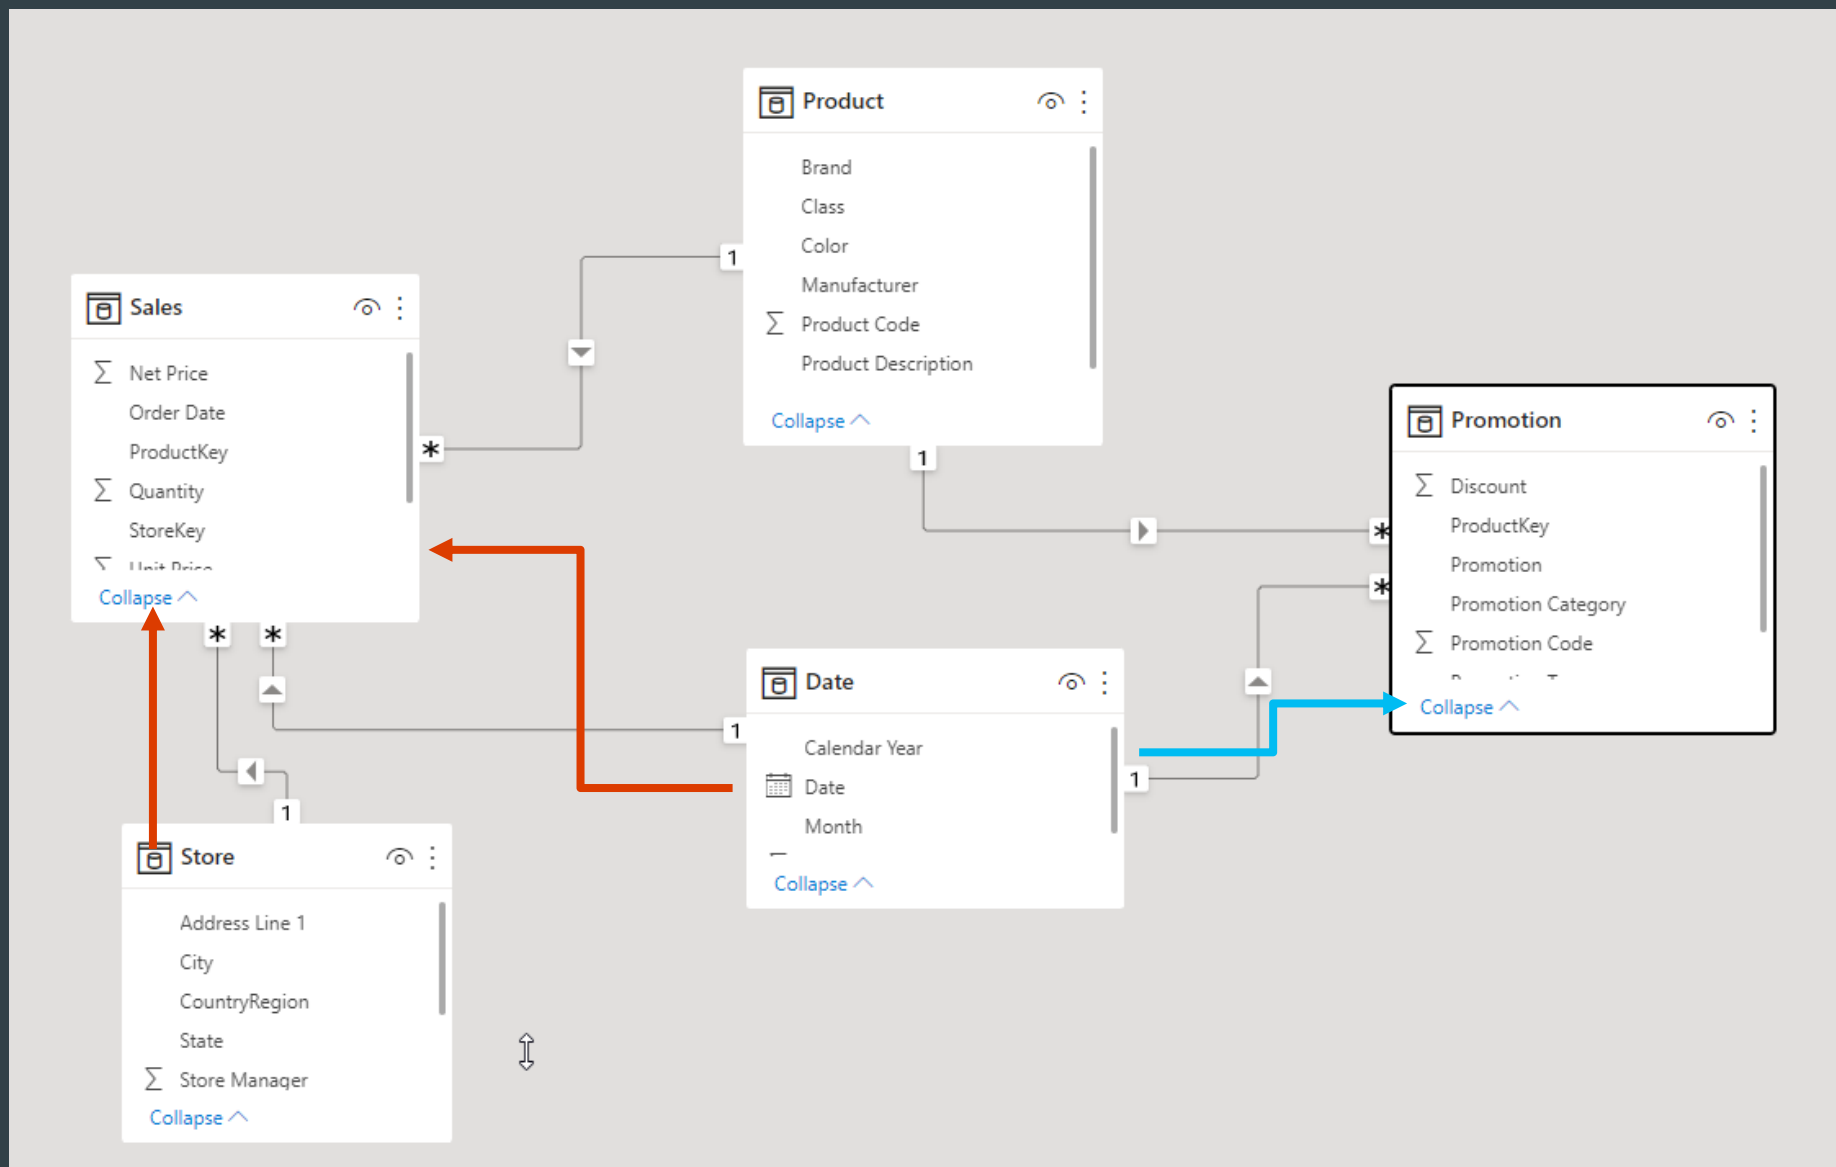 Product
Brand
Class
Color
Manufacturer
Σ Product Code
Product Description
Collapse
1
1
Sales
Σ Net Price
Order Date
ProductKey
Σ Quantity
StoreKey
Σ Unit Price
Collapse
*
*
*
Promotion
Σ Discount
ProductKey
Promotion
Promotion Category
Σ Promotion Code
Collapse
*
*
Date
Calendar Year
Date
Month
Collapse
1
1
1
Store
Address Line 1
City
CountryRegion
State
Σ Store Manager
Collapse